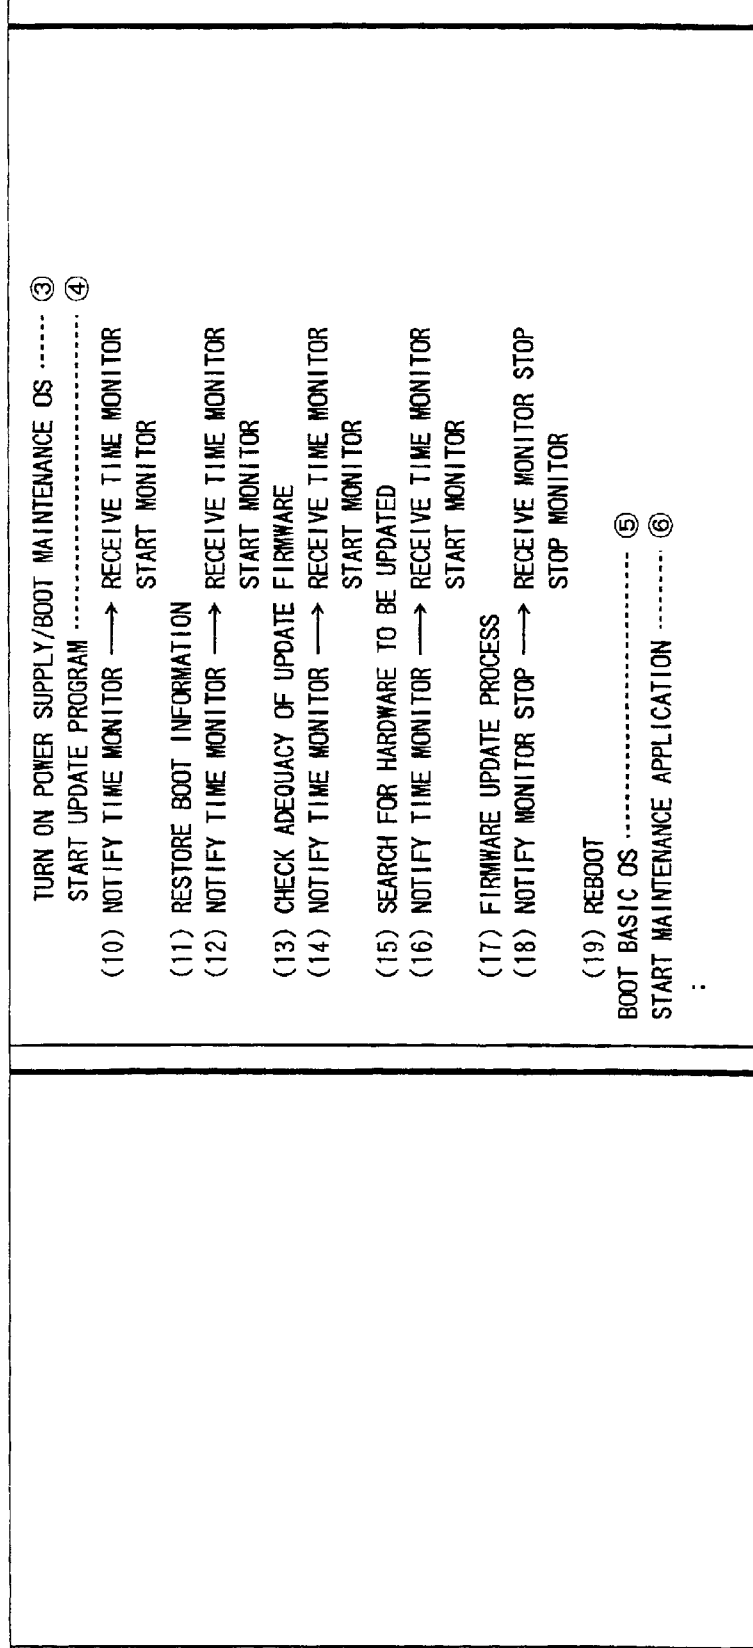 TURN ON POWER SUPPLY/BOOT MAINTENANCE OS ······ ③
START UPDATE PROGRAM ································ ④
(10) NOTIFY TIME MONITOR ⟶ RECEIVE TIME MONITOR
START MONITOR
(11) RESTORE BOOT INFORMATION
(12) NOTIFY TIME MONITOR ⟶ RECEIVE TIME MONITOR
START MONITOR
(13) CHECK ADEQUACY OF UPDATE FIRMWARE
(14) NOTIFY TIME MONITOR ⟶ RECEIVE TIME MONITOR
START MONITOR
(15) SEARCH FOR HARDWARE TO BE UPDATED
(16) NOTIFY TIME MONITOR ⟶ RECEIVE TIME MONITOR
START MONITOR
(17) FIRMWARE UPDATE PROCESS
(18) NOTIFY MONITOR STOP ⟶ RECEIVE MONITOR STOP
STOP MONITOR
(19) REBOOT
BOOT BASIC OS ···························· ⑤
START MAINTENANCE APPLICATION ·········· ⑥
: